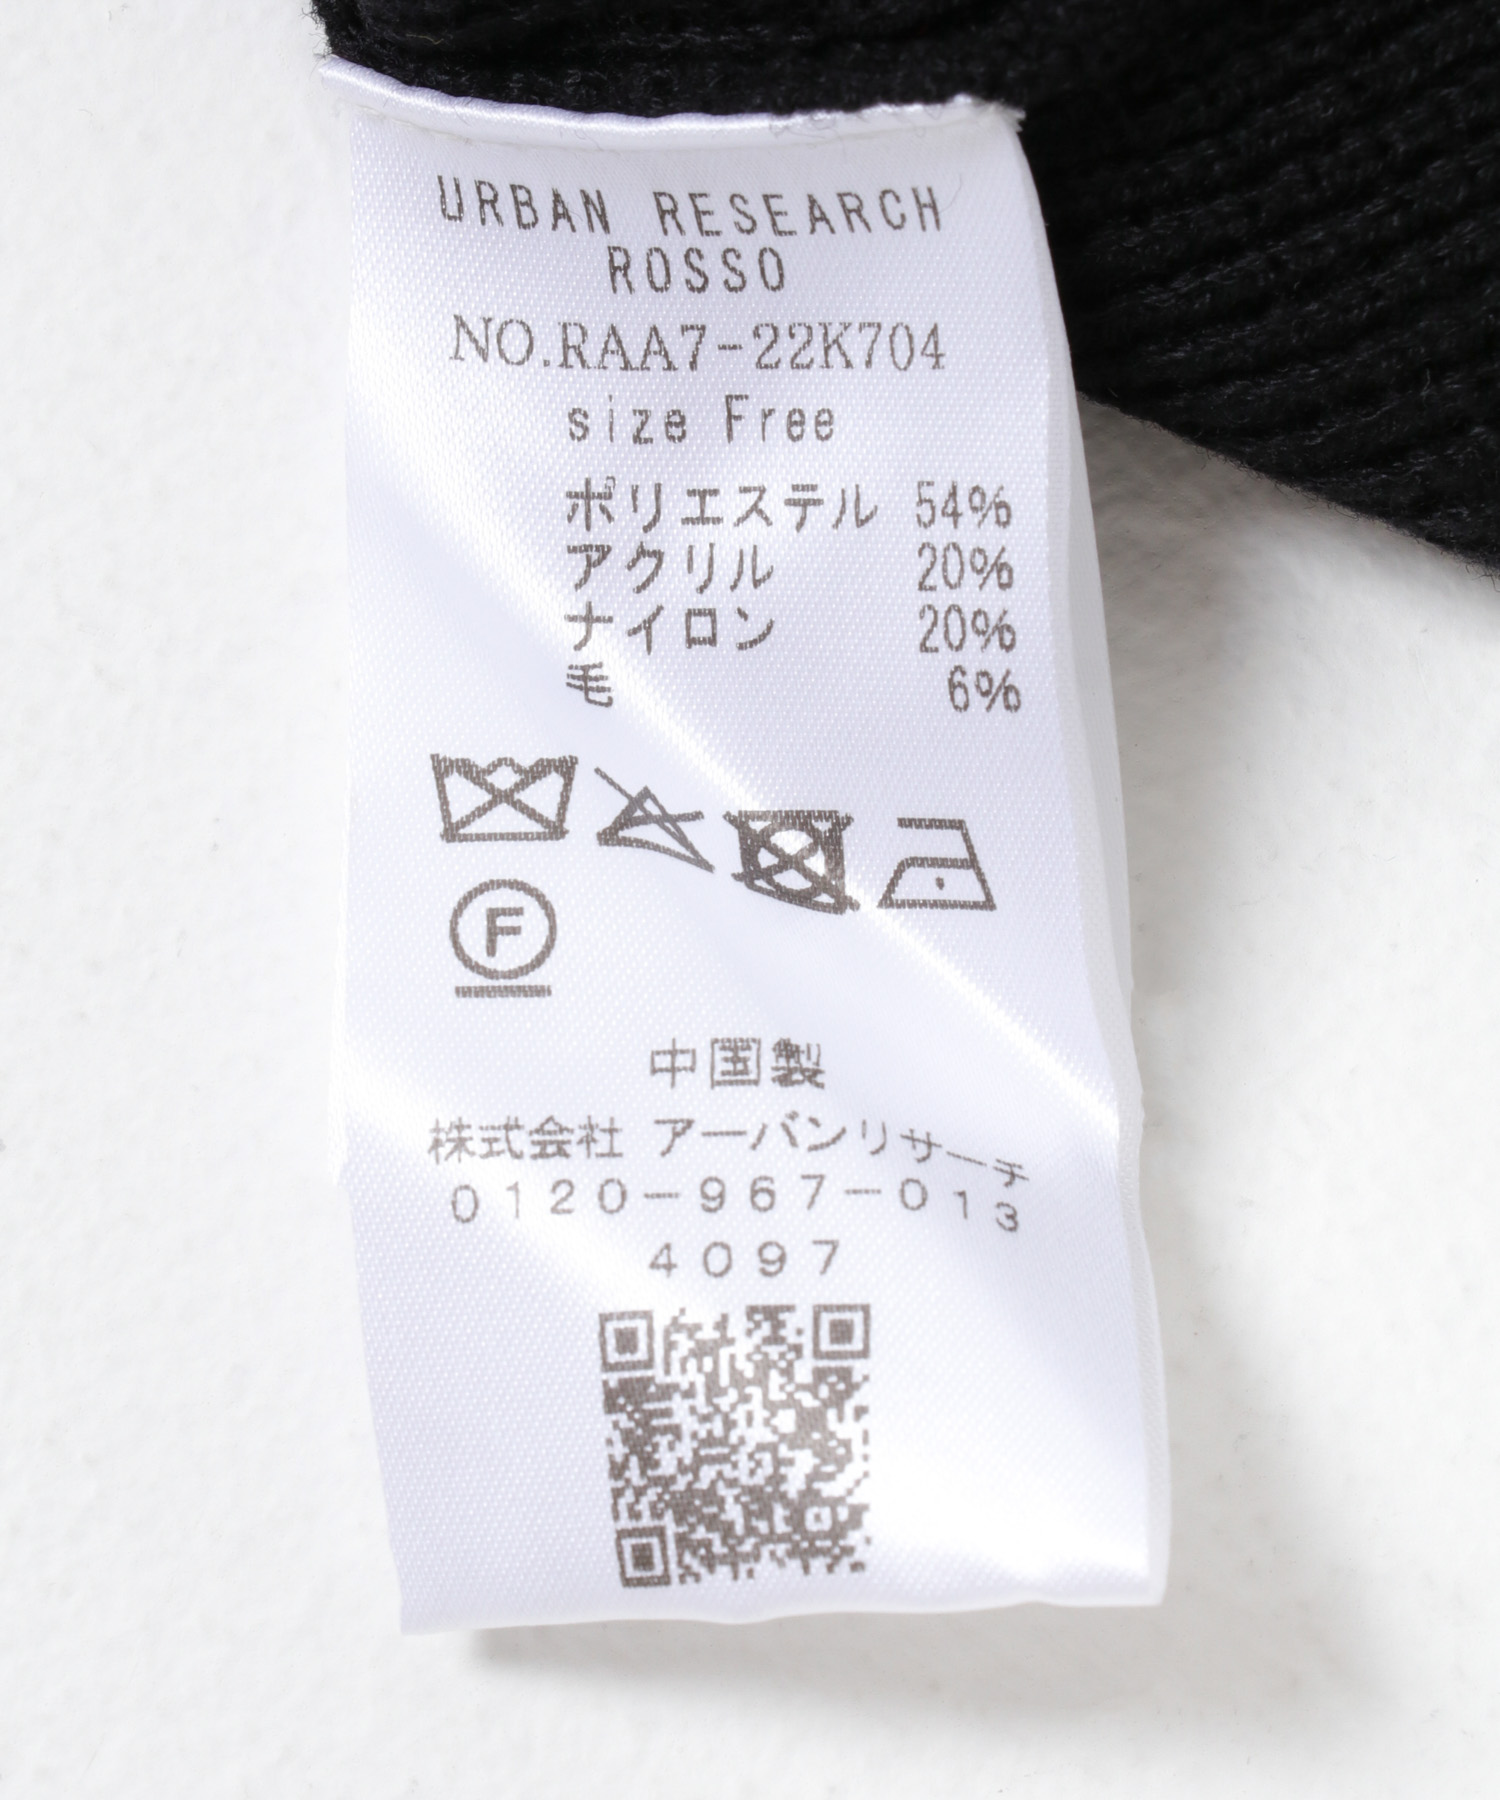 URBAN RESEARCH
ROSSO
NO.RAA7-22K704
size Free
ポリエステル 54%
アクリル 20%
ナイロン 20%
毛 6%
F
中国製
株式会社 アーバンリサーチ
0120-967-013
4097